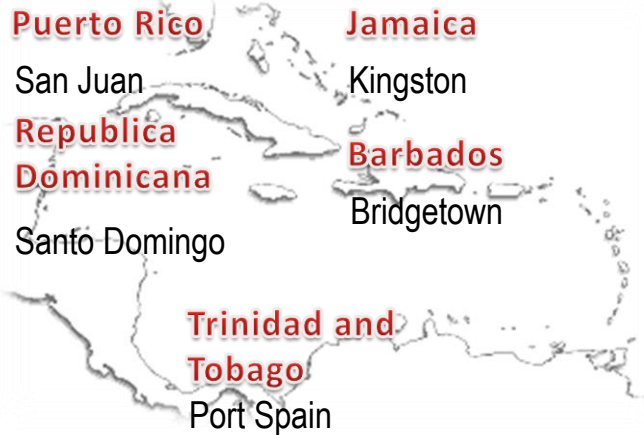 Puerto Rico
San Juan
Republica
Dominicana
Santo Domingo
Jamaica
Kingston
Barbados
Bridgetown
Trinidad and
Tobago
Port Spain